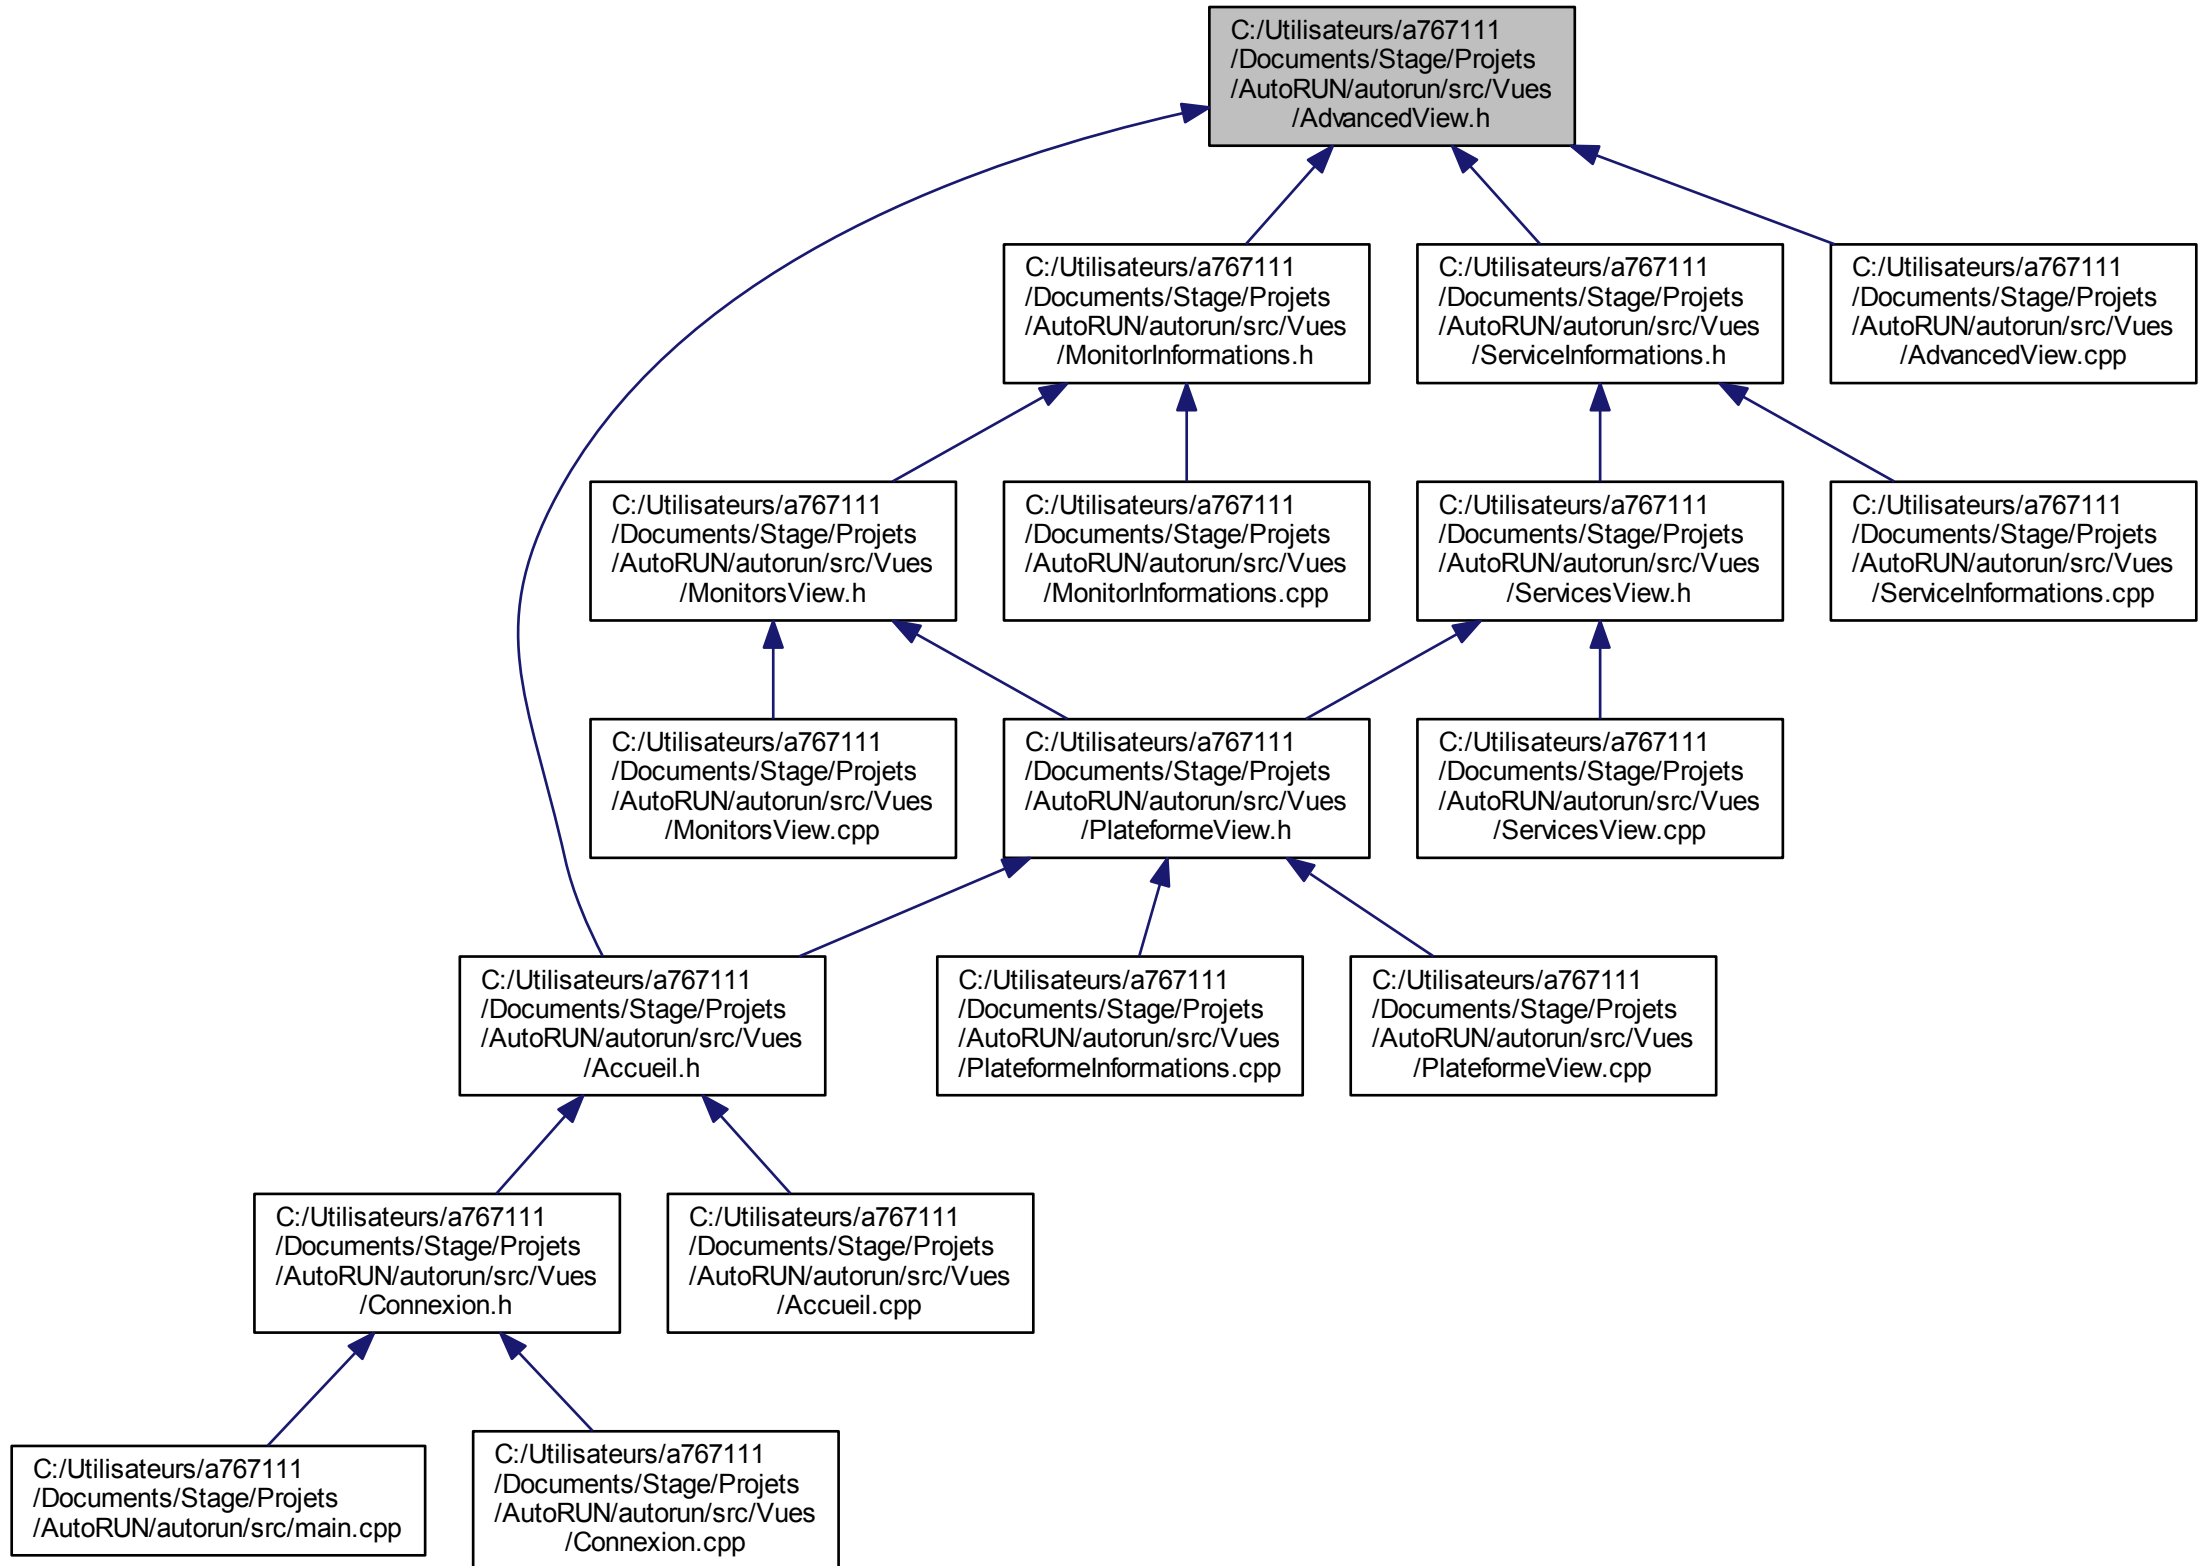 C:/Utilisateurs/a767111
/Documents/Stage/Projets
/AutoRUN/autorun/src/Vues
/AdvancedView.h
C:/Utilisateurs/a767111
/Documents/Stage/Projets
/AutoRUN/autorun/src/Vues
/MonitorInformations.h
C:/Utilisateurs/a767111
/Documents/Stage/Projets
/AutoRUN/autorun/src/Vues
/ServiceInformations.h
C:/Utilisateurs/a767111
/Documents/Stage/Projets
/AutoRUN/autorun/src/Vues
/AdvancedView.cpp
C:/Utilisateurs/a767111
/Documents/Stage/Projets
/AutoRUN/autorun/src/Vues
/MonitorsView.h
C:/Utilisateurs/a767111
/Documents/Stage/Projets
/AutoRUN/autorun/src/Vues
/MonitorInformations.cpp
C:/Utilisateurs/a767111
/Documents/Stage/Projets
/AutoRUN/autorun/src/Vues
/ServicesView.h
C:/Utilisateurs/a767111
/Documents/Stage/Projets
/AutoRUN/autorun/src/Vues
/ServiceInformations.cpp
C:/Utilisateurs/a767111
/Documents/Stage/Projets
/AutoRUN/autorun/src/Vues
/MonitorsView.cpp
C:/Utilisateurs/a767111
/Documents/Stage/Projets
/AutoRUN/autorun/src/Vues
/PlateformeView.h
C:/Utilisateurs/a767111
/Documents/Stage/Projets
/AutoRUN/autorun/src/Vues
/ServicesView.cpp
C:/Utilisateurs/a767111
/Documents/Stage/Projets
/AutoRUN/autorun/src/Vues
/Accueil.h
C:/Utilisateurs/a767111
/Documents/Stage/Projets
/AutoRUN/autorun/src/Vues
/PlateformeInformations.cpp
C:/Utilisateurs/a767111
/Documents/Stage/Projets
/AutoRUN/autorun/src/Vues
/PlateformeView.cpp
C:/Utilisateurs/a767111
/Documents/Stage/Projets
/AutoRUN/autorun/src/Vues
/Connexion.h
C:/Utilisateurs/a767111
/Documents/Stage/Projets
/AutoRUN/autorun/src/Vues
/Accueil.cpp
C:/Utilisateurs/a767111
/Documents/Stage/Projets
/AutoRUN/autorun/src/main.cpp
C:/Utilisateurs/a767111
/Documents/Stage/Projets
/AutoRUN/autorun/src/Vues
/Connexion.cpp